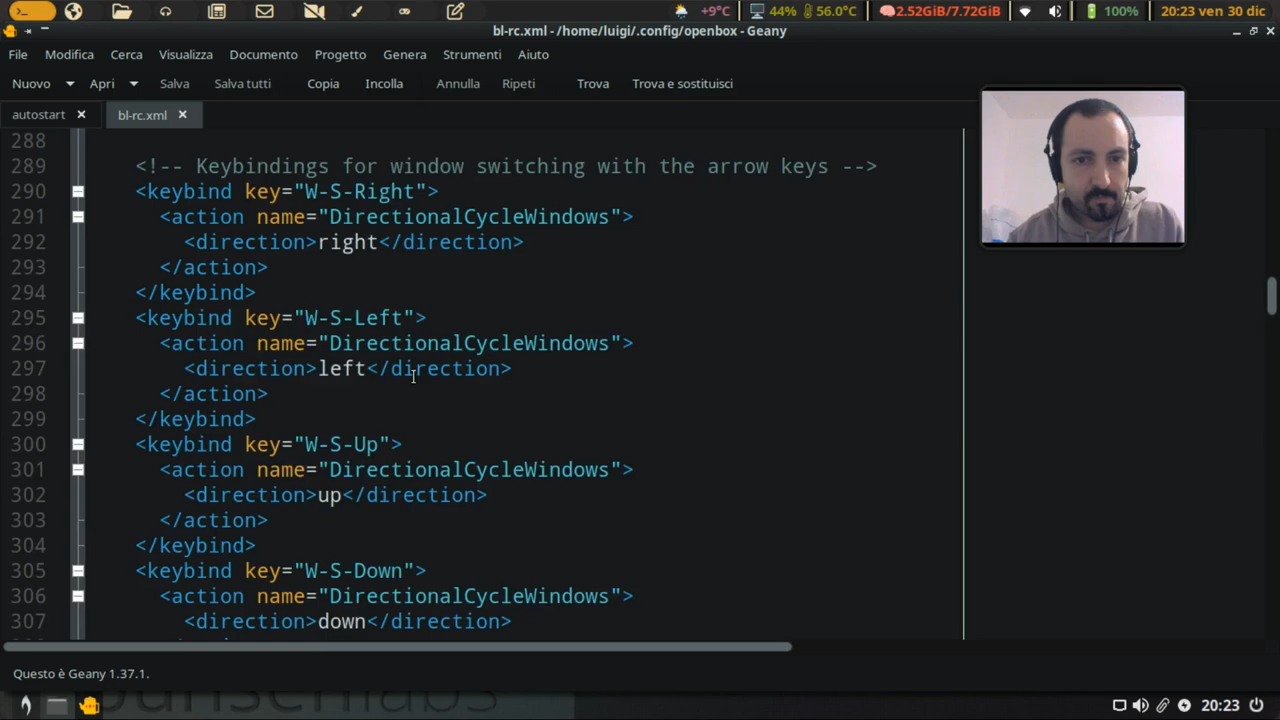 +9°C 44% 56.0°C 2.52GiB/7.72GiB 100% 20:23 ven 30 dic
bl-rc.xml - /home/luigi/.config/openbox - Geany
File Modifica Cerca Visualizza Documento Progetto Genera Strumenti Aiuto
Nuovo Apri Salva Salva tutti Copia Incolla Annulla Ripeti Trova Trova e sostituisci
autostart bl-rc.xml
288
289 <!-- Keybindings for window switching with the arrow keys -->
290 <keybind key="W-S-Right">
291 <action name="DirectionalCycleWindows">
292 <direction>right</direction>
293 </action>
294 </keybind>
295 <keybind key="W-S-Left">
296 <action name="DirectionalCycleWindows">
297 <direction>left</direction>
298 </action>
299 </keybind>
300 <keybind key="W-S-Up">
301 <action name="DirectionalCycleWindows">
302 <direction>up</direction>
303 </action>
304 </keybind>
305 <keybind key="W-S-Down">
306 <action name="DirectionalCycleWindows">
307 <direction>down</direction>
Questo è Geany 1.37.1.
20:23